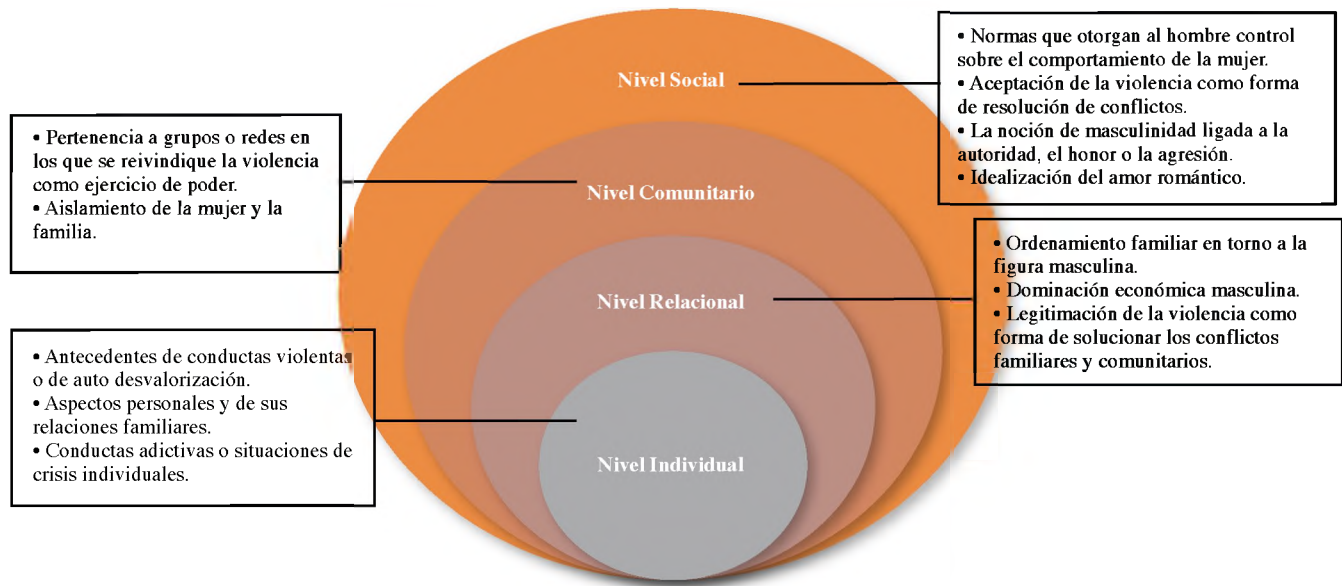 Nivel Social
• Normas que otorgan al hombre control
sobre el comportamiento de la mujer.
• Aceptación de la violencia como forma
de resolución de conflictos.
• La noción de masculinidad ligada a la
autoridad, el honor o la agresión.
• Idealización del amor romántico.
• Pertenencia a grupos o redes en
los que se reivindique la violencia
como ejercicio de poder.
• Aislamiento de la mujer y la
familia.
Nivel Comunitario
Nivel Relacional
• Ordenamiento familiar en torno a la
figura masculina.
• Dominación económica masculina.
• Legitimación de la violencia como
forma de solucionar los conflictos
familiares y comunitarios.
• Antecedentes de conductas violentas
o de auto desvalorización.
• Aspectos personales y de sus
relaciones familiares.
• Conductas adictivas o situaciones de
crisis individuales.
Nivel Individual